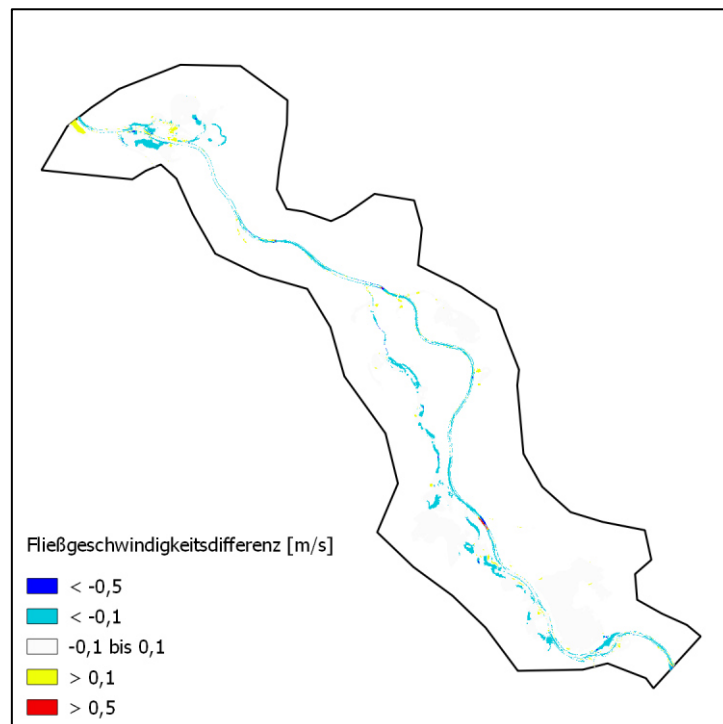 Fließgeschwindigkeitsdifferenz [m/s]
< -0,5
< -0,1
-0,1 bis 0,1
> 0,1
> 0,5